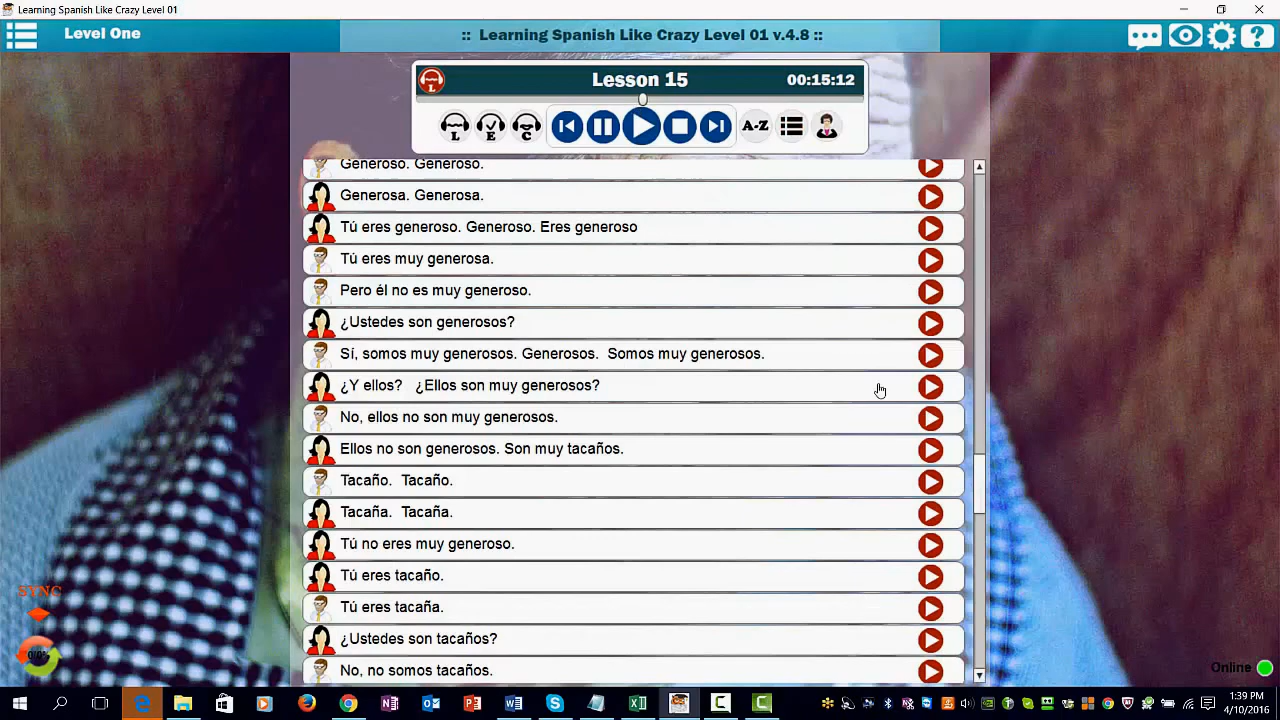 Learning Spanish Like Crazy Level 01
Level One
:: Learning Spanish Like Crazy Level 01 v.4.8 ::
L
Lesson 15
00:15:12
L
E
C
A-Z
Generoso. Generoso.
Generosa. Generosa.
Tú eres generoso. Generoso. Eres generoso
Tú eres muy generosa.
Pero él no es muy generoso.
¿Ustedes son generosos?
Sí, somos muy generosos. Generosos. Somos muy generosos.
¿Y ellos? ¿Ellos son muy generosos?
No, ellos no son muy generosos.
Ellos no son generosos. Son muy tacaños.
Tacaño. Tacaño.
Tacaña. Tacaña.
Tú no eres muy generoso.
Tú eres tacaño.
Tú eres tacaña.
¿Ustedes son tacaños?
No, no somos tacaños.
SYNC
Online
1:39 PM
4/10/2016